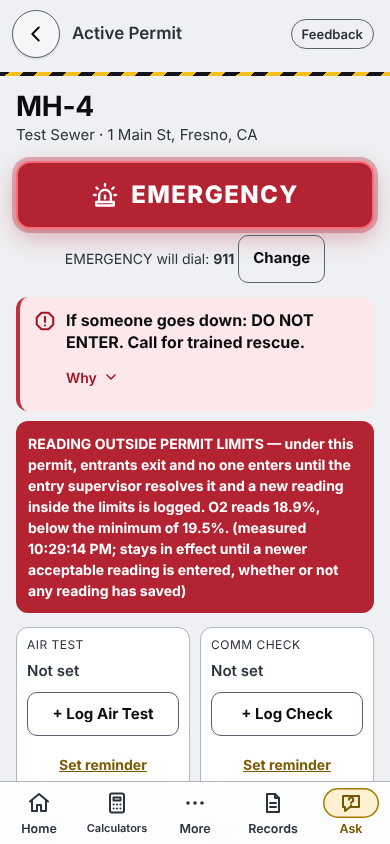 Active Permit
Feedback
MH-4
Test Sewer · 1 Main St, Fresno, CA
EMERGENCY
EMERGENCY will dial: 911 Change
If someone goes down: DO NOT
ENTER. Call for trained rescue.
Why
READING OUTSIDE PERMIT LIMITS — under this
permit, entrants exit and no one enters until the
entry supervisor resolves it and a new reading
inside the limits is logged. O2 reads 18.9%,
below the minimum of 19.5%. (measured
10:29:14 PM; stays in effect until a newer
acceptable reading is entered, whether or not
any reading has saved)
AIR TEST
Not set
+ Log Air Test
Set reminder
COMM CHECK
Not set
+ Log Check
Set reminder
Home
Calculators
More
Records
Ask